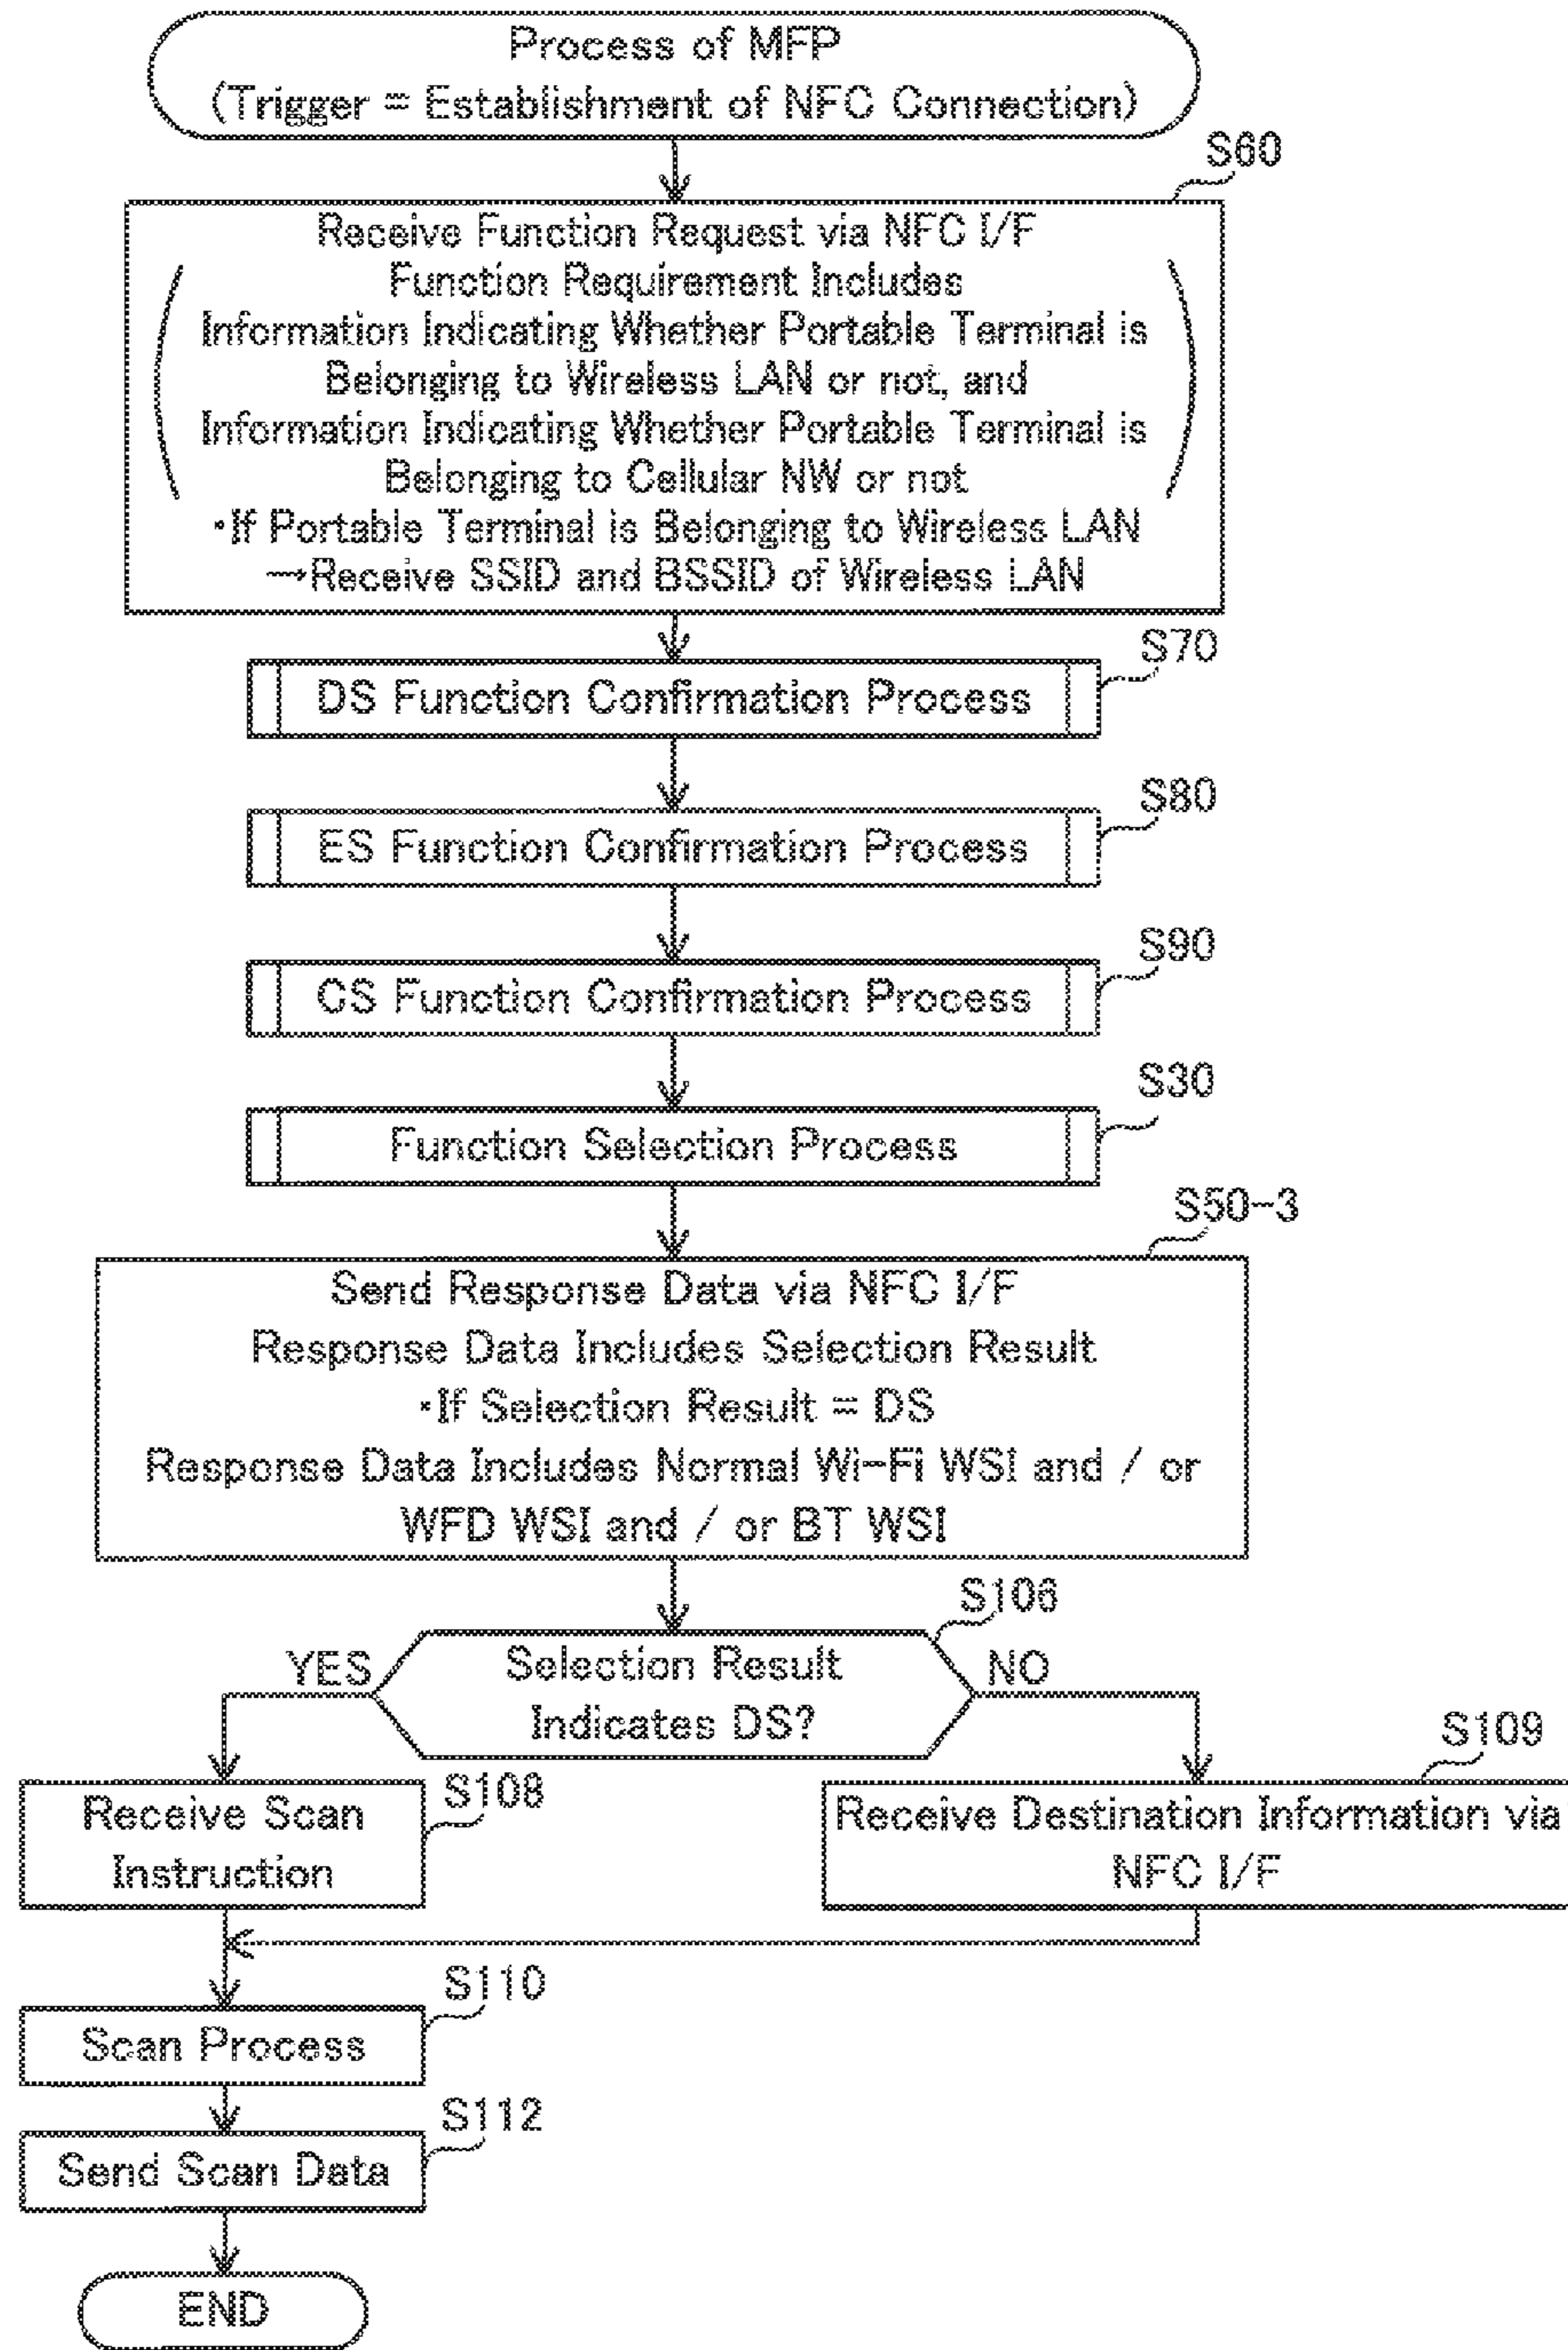 Process of MFP
(Trigger = Establishment of NFC Connection)
S60
Receive Function Request via NFC I/F
Function Requirement Includes
Information Indicating Whether Portable Terminal is
Belonging to Wireless LAN or not, and
Information Indicating Whether Portable Terminal is
Belonging to Cellular NW or not
・If Portable Terminal is Belonging to Wireless LAN
→Receive SSID and BSSID of Wireless LAN
S70
DS Function Confirmation Process
S80
ES Function Confirmation Process
S90
CS Function Confirmation Process
S30
Function Selection Process
S50-3
Send Response Data via NFC I/F
Response Data Includes Selection Result
・If Selection Result = DS
Response Data Includes Normal Wi-Fi WSI and / or
WFD WSI and / or BT WSI
S106
Selection Result
Indicates DS?
YES
NO
S108
Receive Scan
Instruction
S109
Receive Destination Information via
NFC I/F
S110
Scan Process
S112
Send Scan Data
END